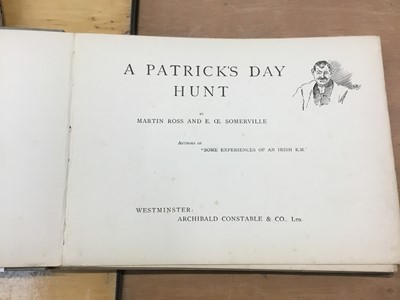 A PATRICK'S DAY
HUNT
BY
MARTIN ROSS AND E. Œ. SOMERVILLE
AUTHORS OF
"SOME EXPERIENCES OF AN IRISH R.M."
WESTMINSTER:
ARCHIBALD CONSTABLE & CO., LTD.